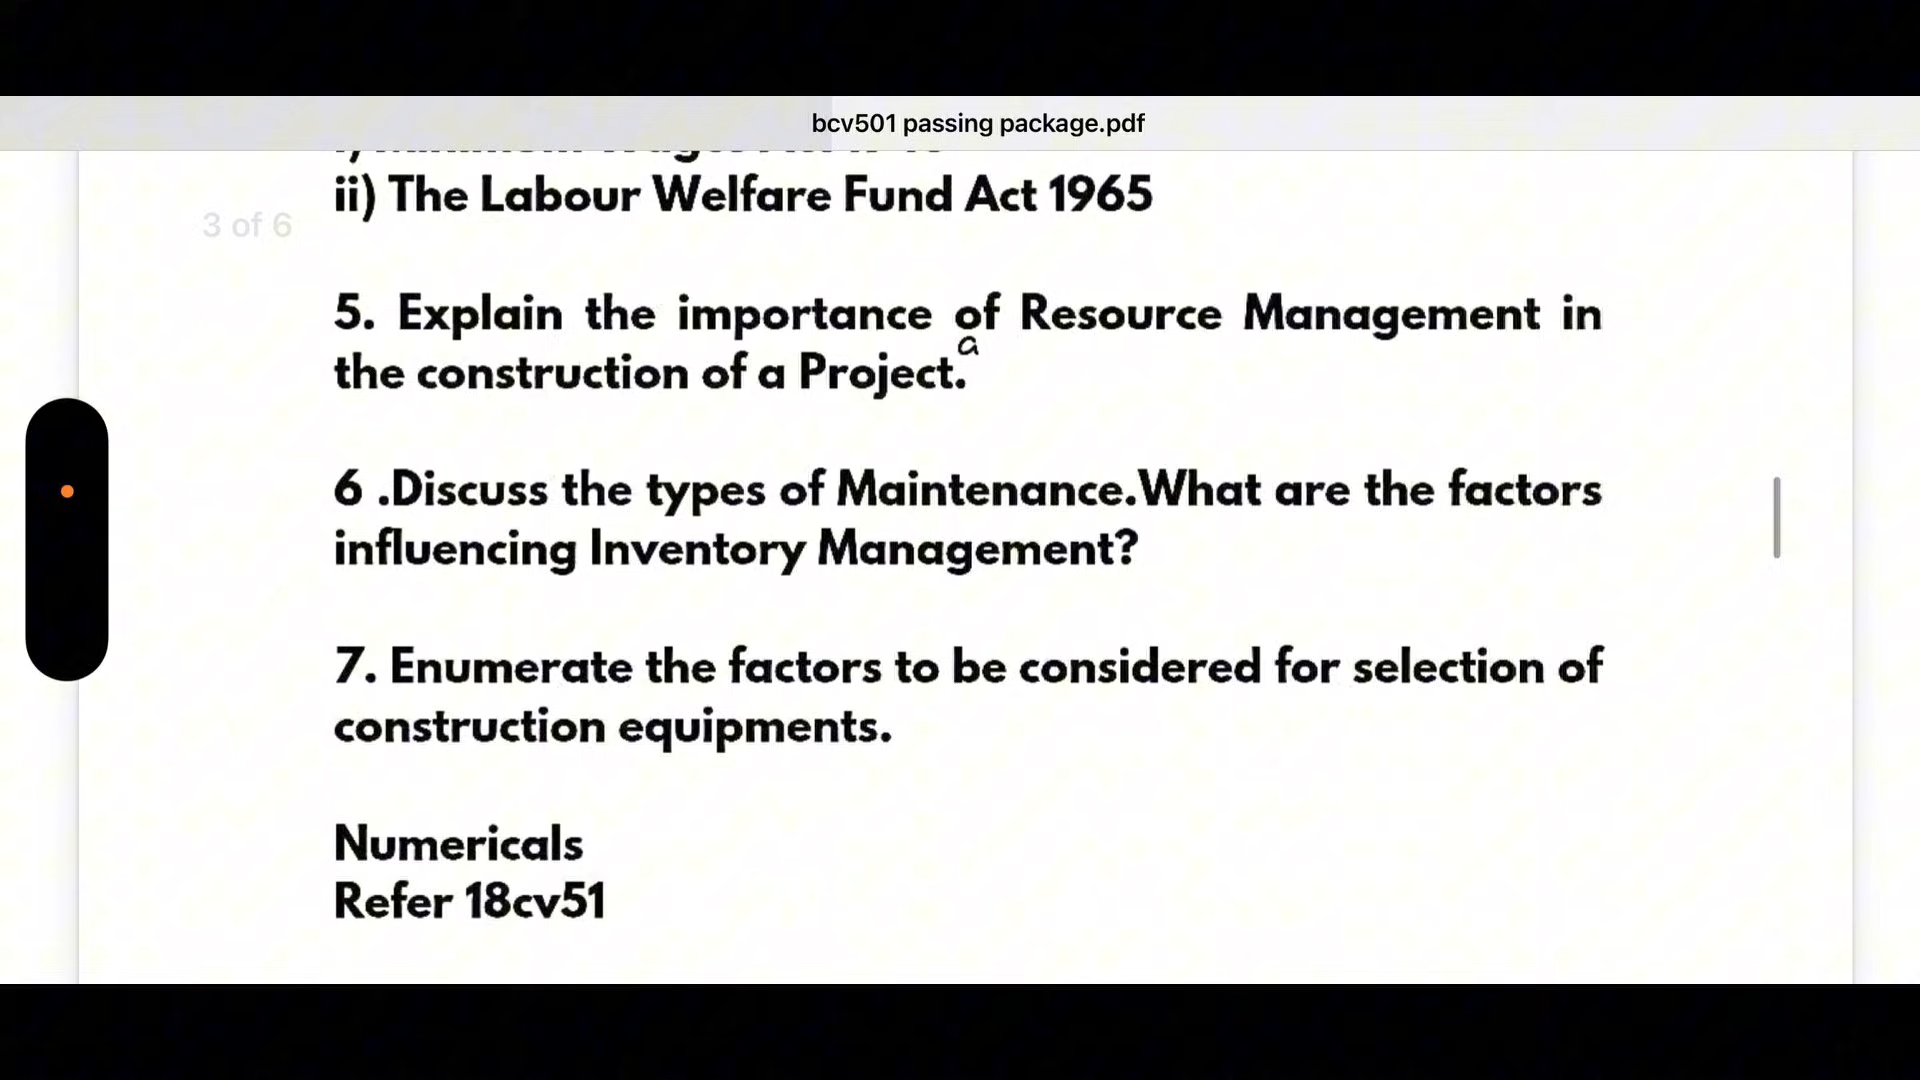 bcv501 passing package.pdf
ii) The Labour Welfare Fund Act 1965
3 of 6
5. Explain the importance of Resource Management in
a
the construction of a Project.
6 .Discuss the types of Maintenance.What are the factors
influencing Inventory Management?
7. Enumerate the factors to be considered for selection of
construction equipments.
Numericals
Refer 18cv51